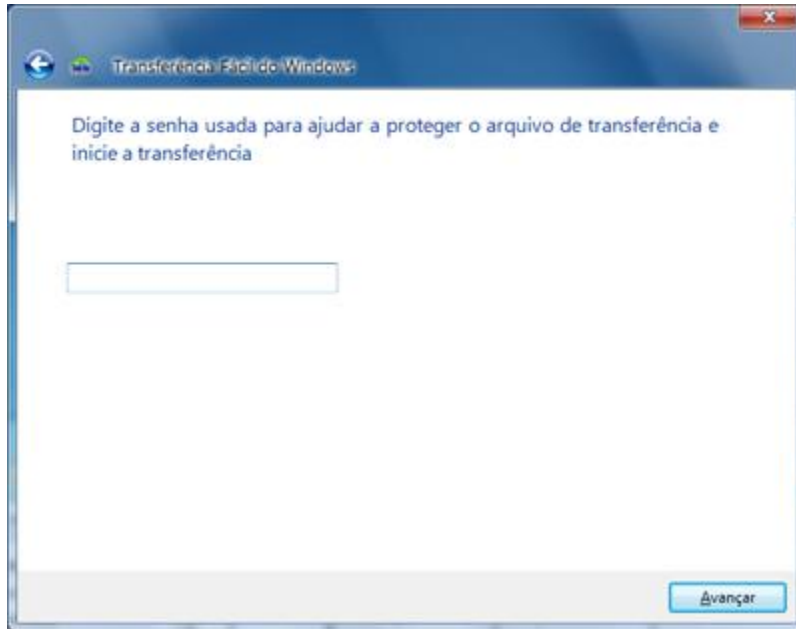 Transferência Fácil do Windows
Digite a senha usada para ajudar a proteger o arquivo de transferência e
inicie a transferência
Avançar